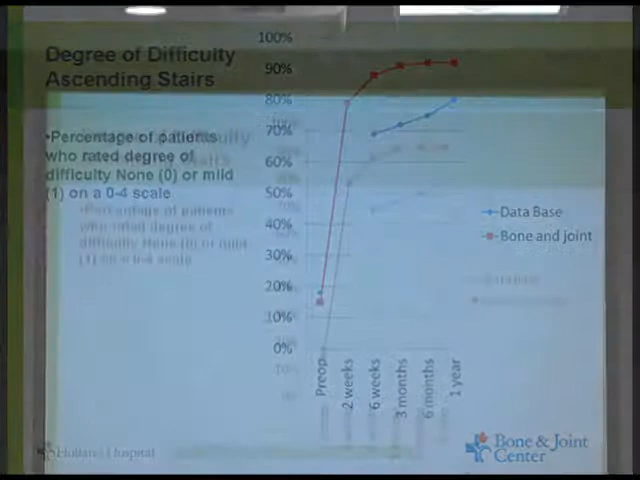 Degree of Difficulty
Ascending Stairs
•Percentage of patients
who rated degree of
difficulty None (0) or mild
(1) on a 0-4 scale
100%
90%
80%
70%
60%
50%
40%
30%
20%
10%
0%
Preop
2 weeks
6 weeks
3 months
6 months
1 year
Data Base
Bone and joint
Holland Hospital
Bone & Joint
Center